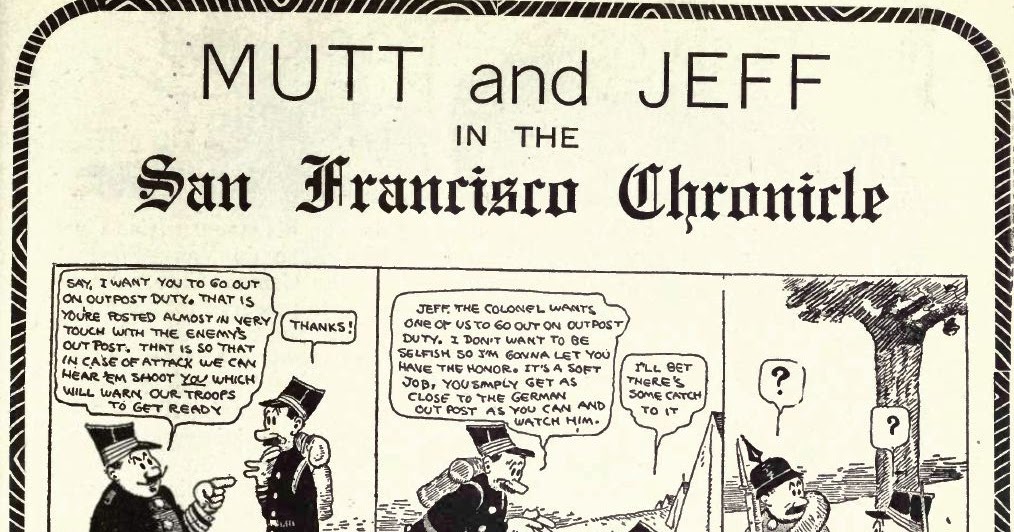 MUTT and JEFF
IN THE
San Francisco Chronicle
SAY, I WANT YOU TO GO OUT
ON OUTPOST DUTY. THAT IS
YOU'RE POSTED ALMOST IN VERY
TOUCH WITH THE ENEMY'S
OUTPOST. THAT IS SO THAT
IN CASE OF ATTACK WE CAN
HEAR 'EM SHOOT YOU WHICH
WILL WARN OUR TROOPS
TO GET READY
THANKS!
JEFF, THE COLONEL WANTS
ONE OF US TO GO OUT ON OUTPOST
DUTY. I DON'T WANT TO BE
SELFISH SO I'M GONNA LET YOU
HAVE THE HONOR. IT'S A SOFT
JOB, YOU SIMPLY GET AS
CLOSE TO THE GERMAN
OUT POST AS YOU CAN AND
WATCH HIM.
I'LL BET
THERE'S
SOME CATCH
TO IT
?
?